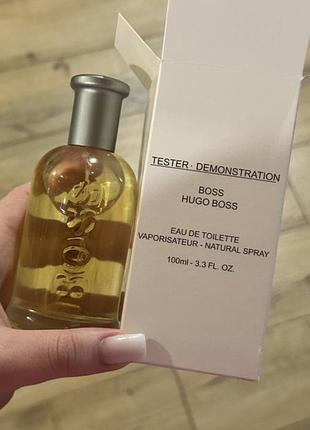 BOSS
TESTER · DEMONSTRATION
BOSS
HUGO BOSS
EAU DE TOILETTE
VAPORISATEUR - NATURAL SPRAY
100ml - 3.3 FL. OZ.